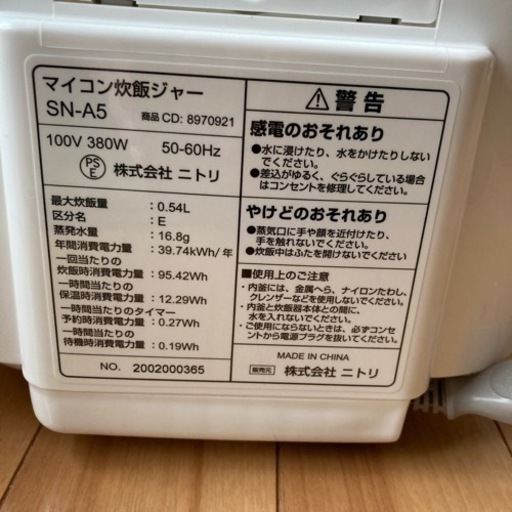 マイコン炊飯ジャー
SN-A5
商品CD: 8970921
100V 380W 50-60Hz
PS
E
株式会社 ニトリ
最大炊飯量 : 0.54L
区分名 : E
蒸発水量 : 16.8g
年間消費電力量 : 39.74kWh/年
一回当たりの
炊飯時消費電力量 : 95.42Wh
一時間当たりの
保温時消費電力量 : 12.29Wh
一時間当たりのタイマー
予約時消費電力量 : 0.27Wh
一時間当たりの
待機時消費電力量 : 0.19Wh
NO. 2002000365
警告
感電のおそれあり
●水に浸けたり、水をかけたりしない
でください。
●差込がゆるく、ぐらぐらしている場合
はコンセントを修理してください。
やけどのおそれあり
●蒸気口に手や顔を近付けたり、
手を触れないでください。
●炊飯中はふたを開けないでください
■使用上のご注意
・内釜には、金属へら、ナイロンたわし、
クレンザーなどを使用しないでください。
・内釜と炊飯器本体との間に、
水を入れないでください。
・ご使用にならないときは、必ずコンセ
ントから電源プラグを抜いてください。
MADE IN CHINA
販売元 株式会社 ニトリ